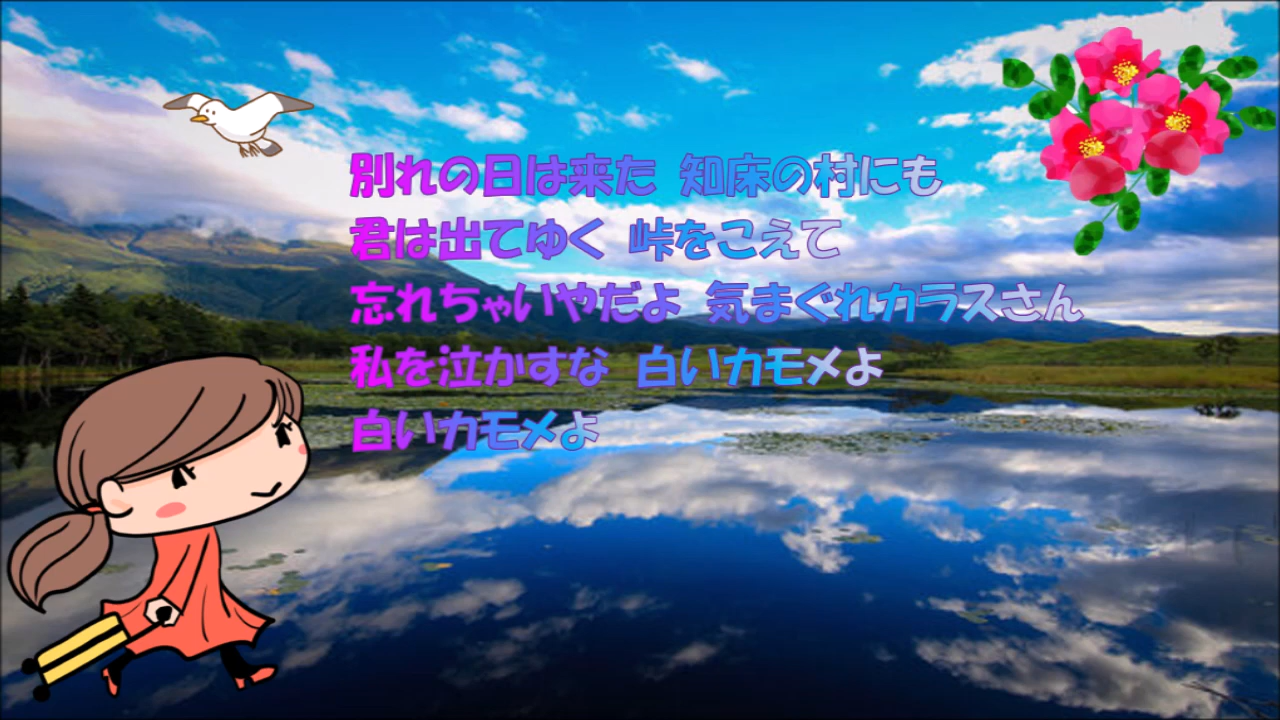 別れの日は来た 知床の村にも
君は出てゆく 峠をこえて
忘れちゃいやだよ 気まぐれカラスさん
私を泣かすな 白いカモメよ
白いカモメよ